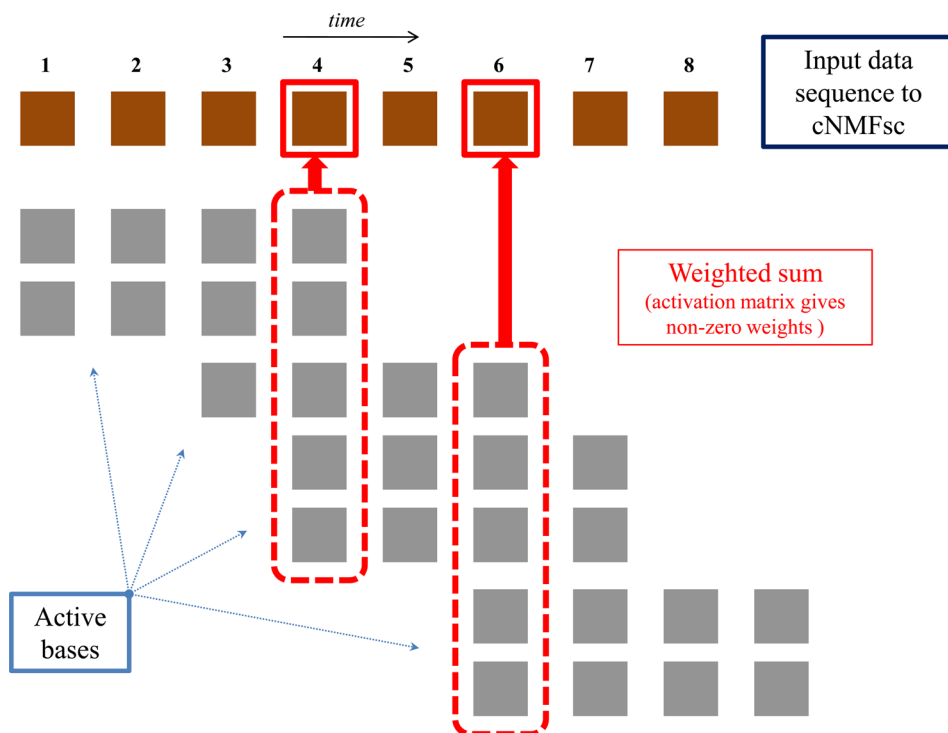 time
1 2 3 4 5 6 7 8
Input data
sequence to
cNMFsc
Weighted sum
(activation matrix gives
non-zero weights )
Active
bases